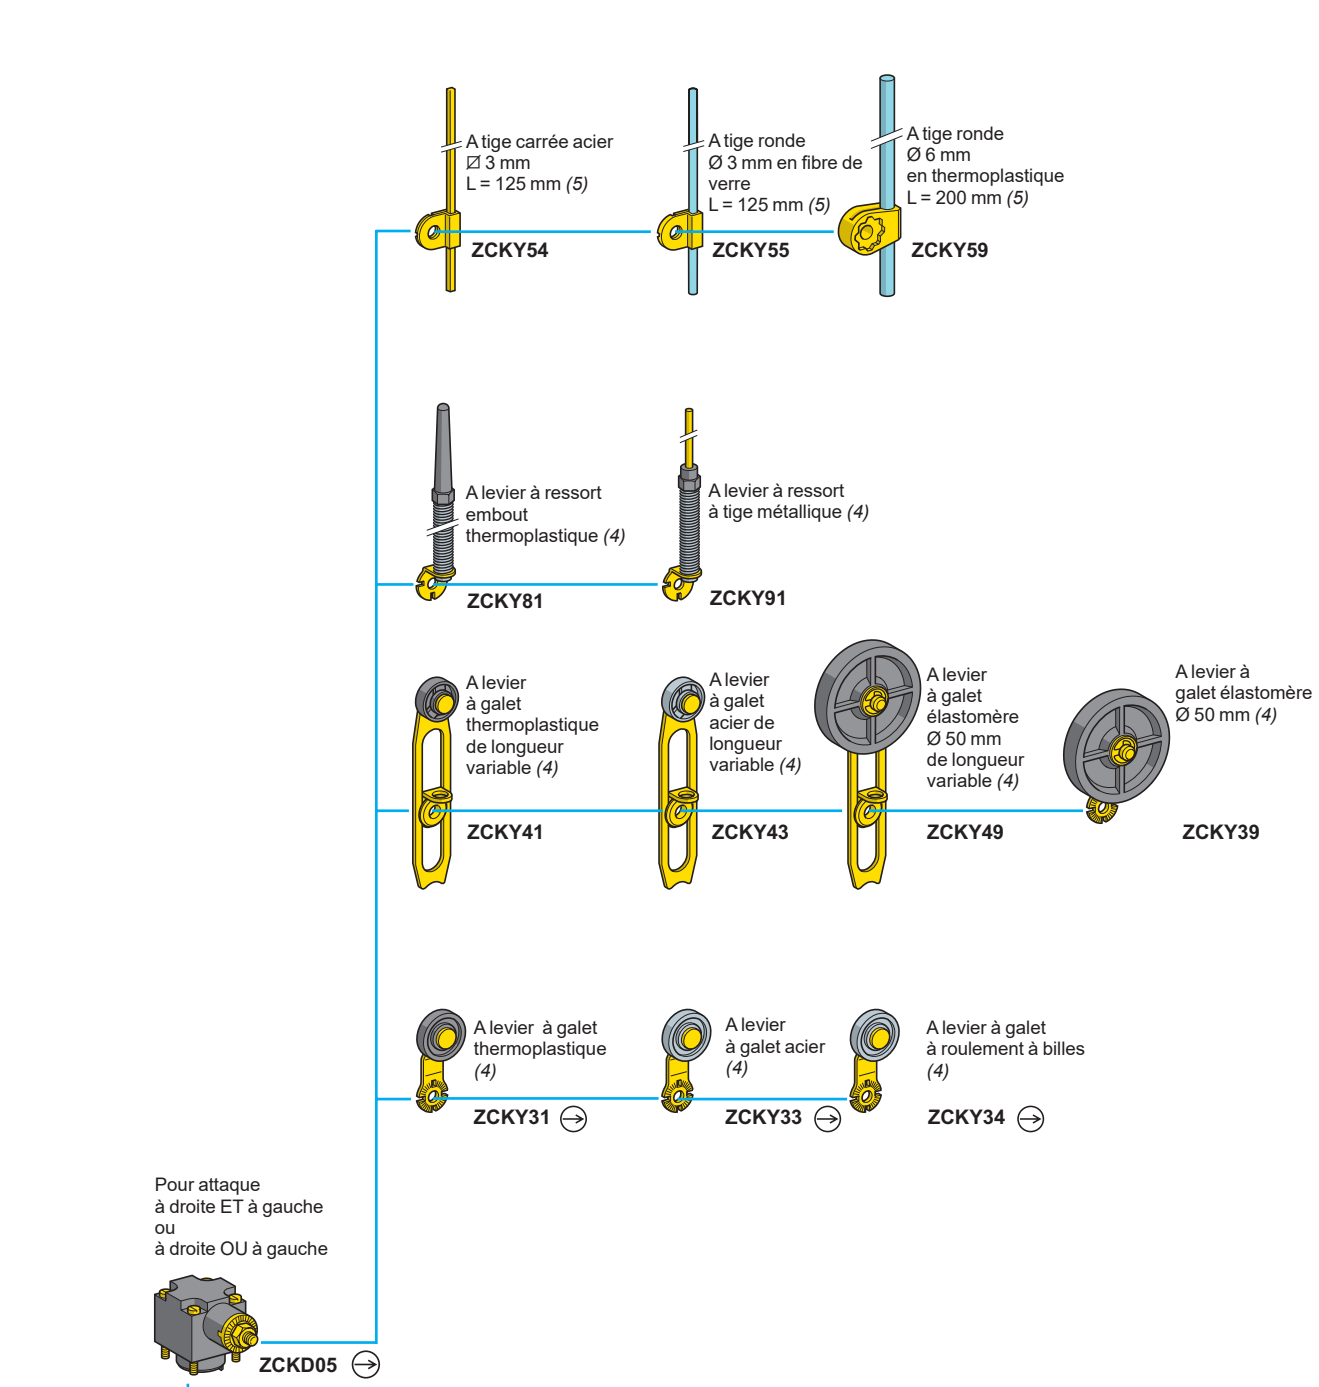 A tige carrée acier
⌀ 3 mm
L = 125 mm (5)
ZCKY54
A tige ronde
Ø 3 mm en fibre de
verre
L = 125 mm (5)
ZCKY55
A tige ronde
Ø 6 mm
en thermoplastique
L = 200 mm (5)
ZCKY59
A levier à ressort
embout
thermoplastique (4)
ZCKY81
A levier à ressort
à tige métallique (4)
ZCKY91
A levier
à galet
thermoplastique
de longueur
variable (4)
ZCKY41
A levier
à galet
acier de
longueur
variable (4)
ZCKY43
A levier
à galet
élastomère
Ø 50 mm
de longueur
variable (4)
ZCKY49
A levier à
galet élastomère
Ø 50 mm (4)
ZCKY39
A levier à galet
thermoplastique
(4)
ZCKY31
A levier
à galet acier
(4)
ZCKY33
A levier à galet
à roulement à billes
(4)
ZCKY34
Pour attaque
à droite ET à gauche
ou
à droite OU à gauche
ZCKD05